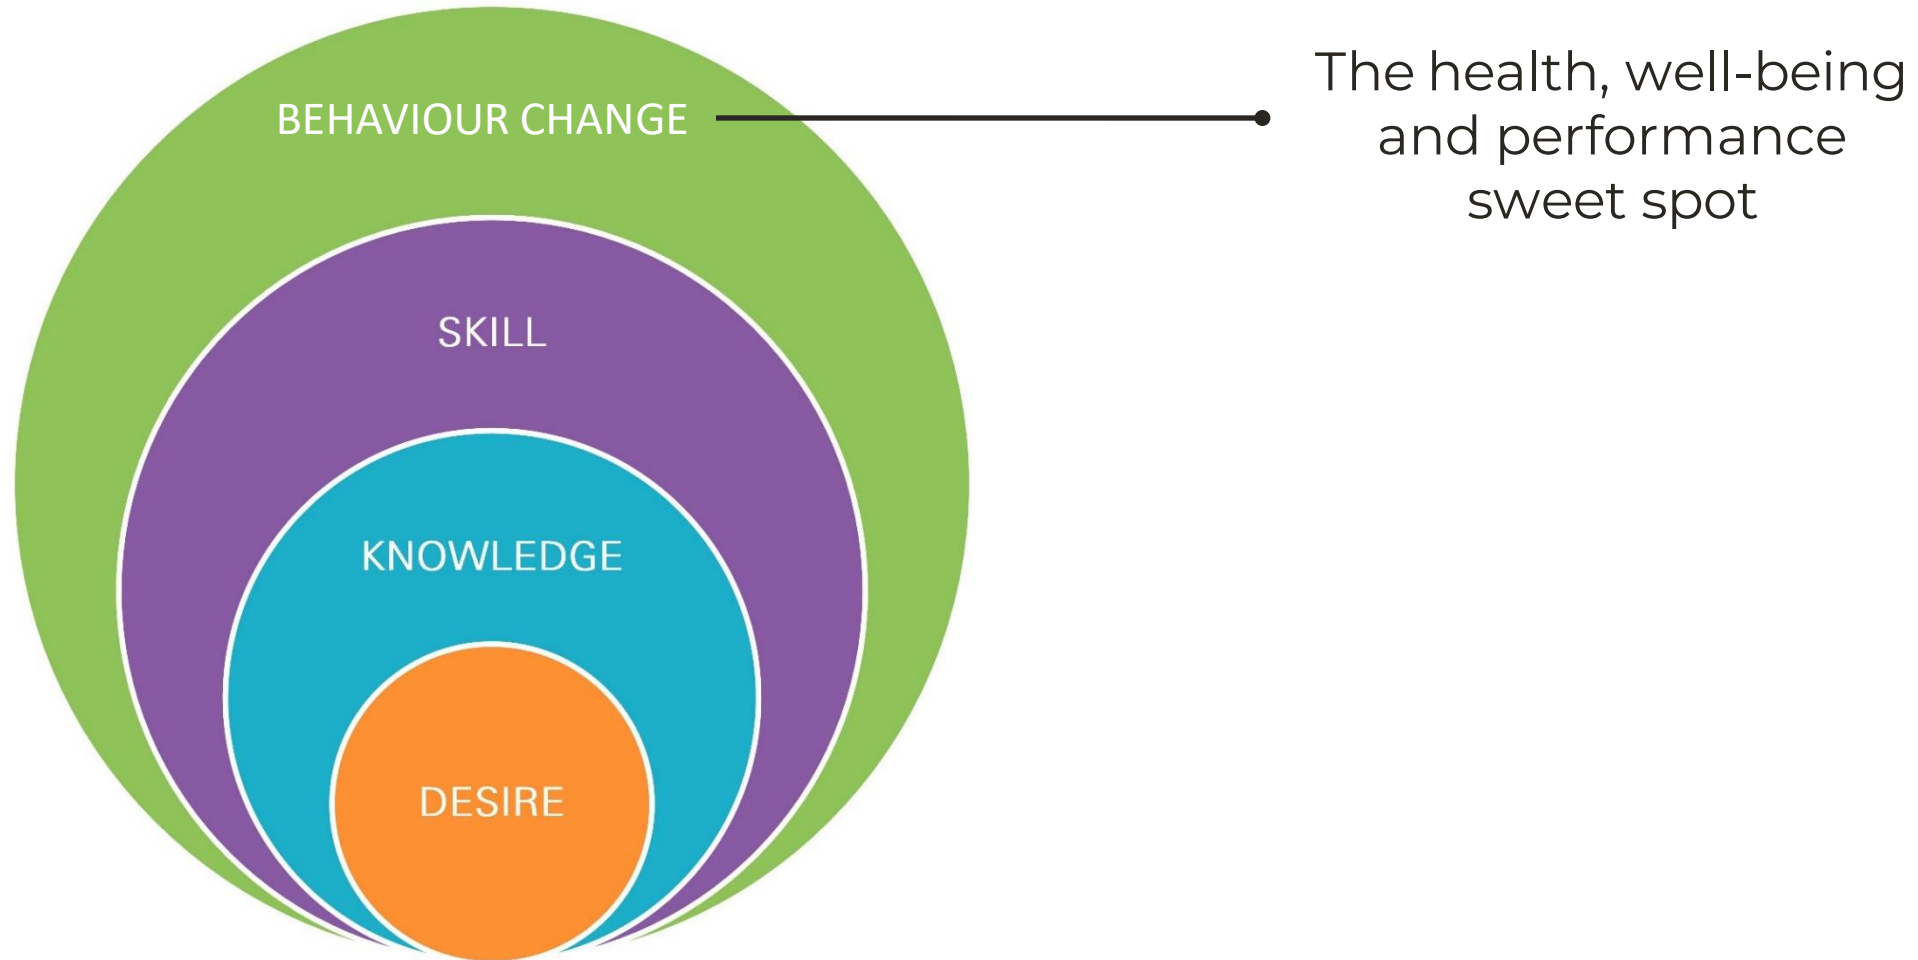 BEHAVIOUR CHANGE
The health, well-being
and performance
sweet spot
SKILL
KNOWLEDGE
DESIRE